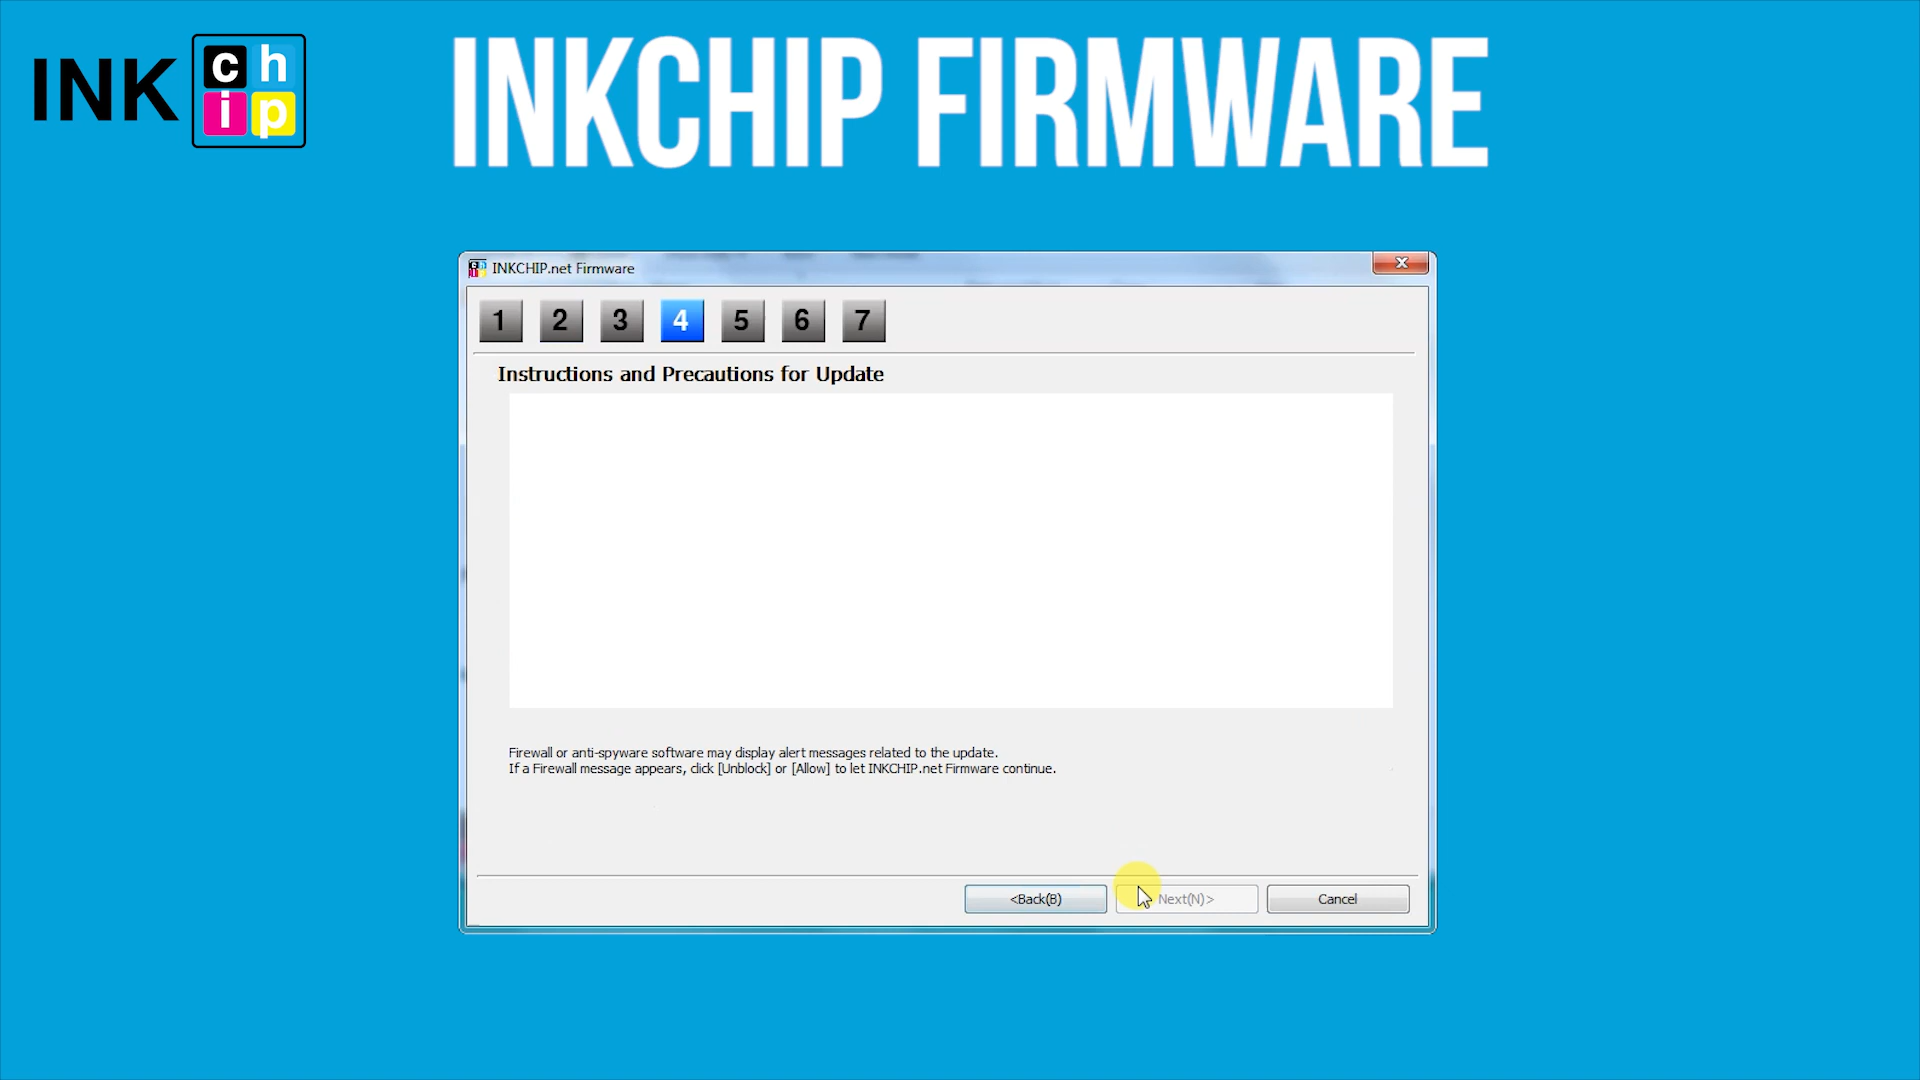 INK chip
INKCHIP FIRMWARE
INKCHIP.net Firmware
1 2 3 4 5 6 7
Instructions and Precautions for Update
Firewall or anti-spyware software may display alert messages related to the update.
If a Firewall message appears, click [Unblock] or [Allow] to let INKCHIP.net Firmware continue.
<Back(B) Next(N)> Cancel